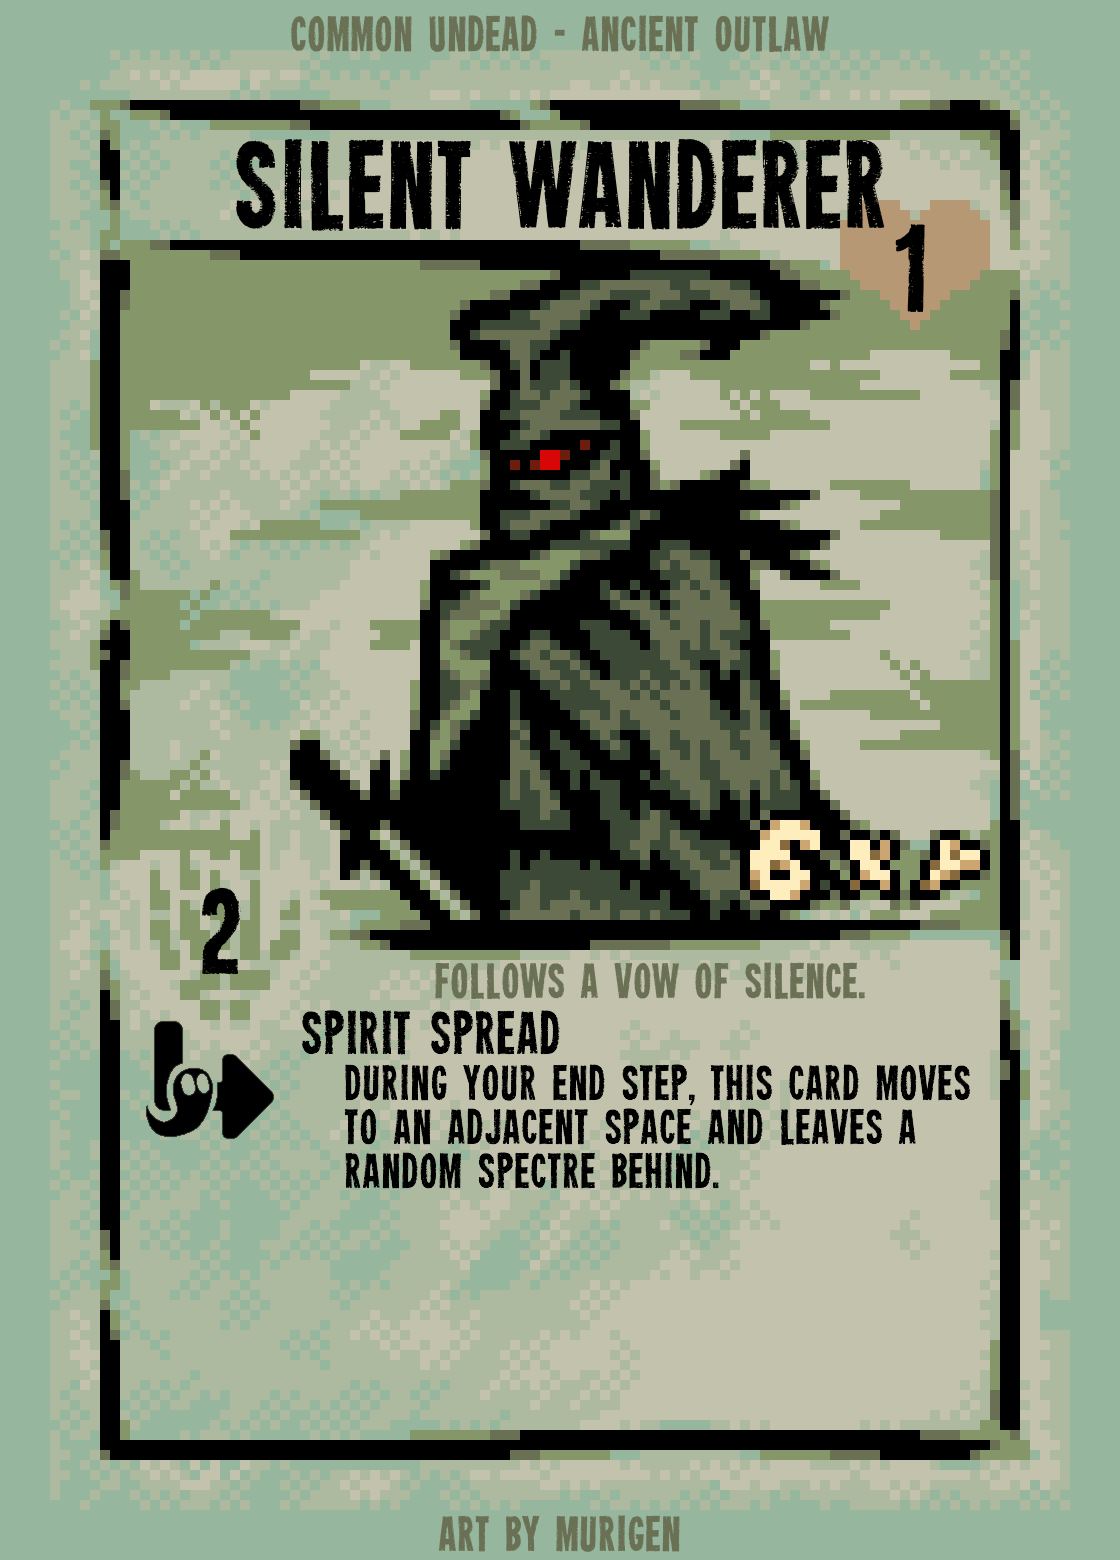 COMMON UNDEAD - ANCIENT OUTLAW
SILENT WANDERER
1
6 X P
2
FOLLOWS A VOW OF SILENCE.
SPIRIT SPREAD
DURING YOUR END STEP, THIS CARD MOVES
TO AN ADJACENT SPACE AND LEAVES A
RANDOM SPECTRE BEHIND.
ART BY MURIGEN